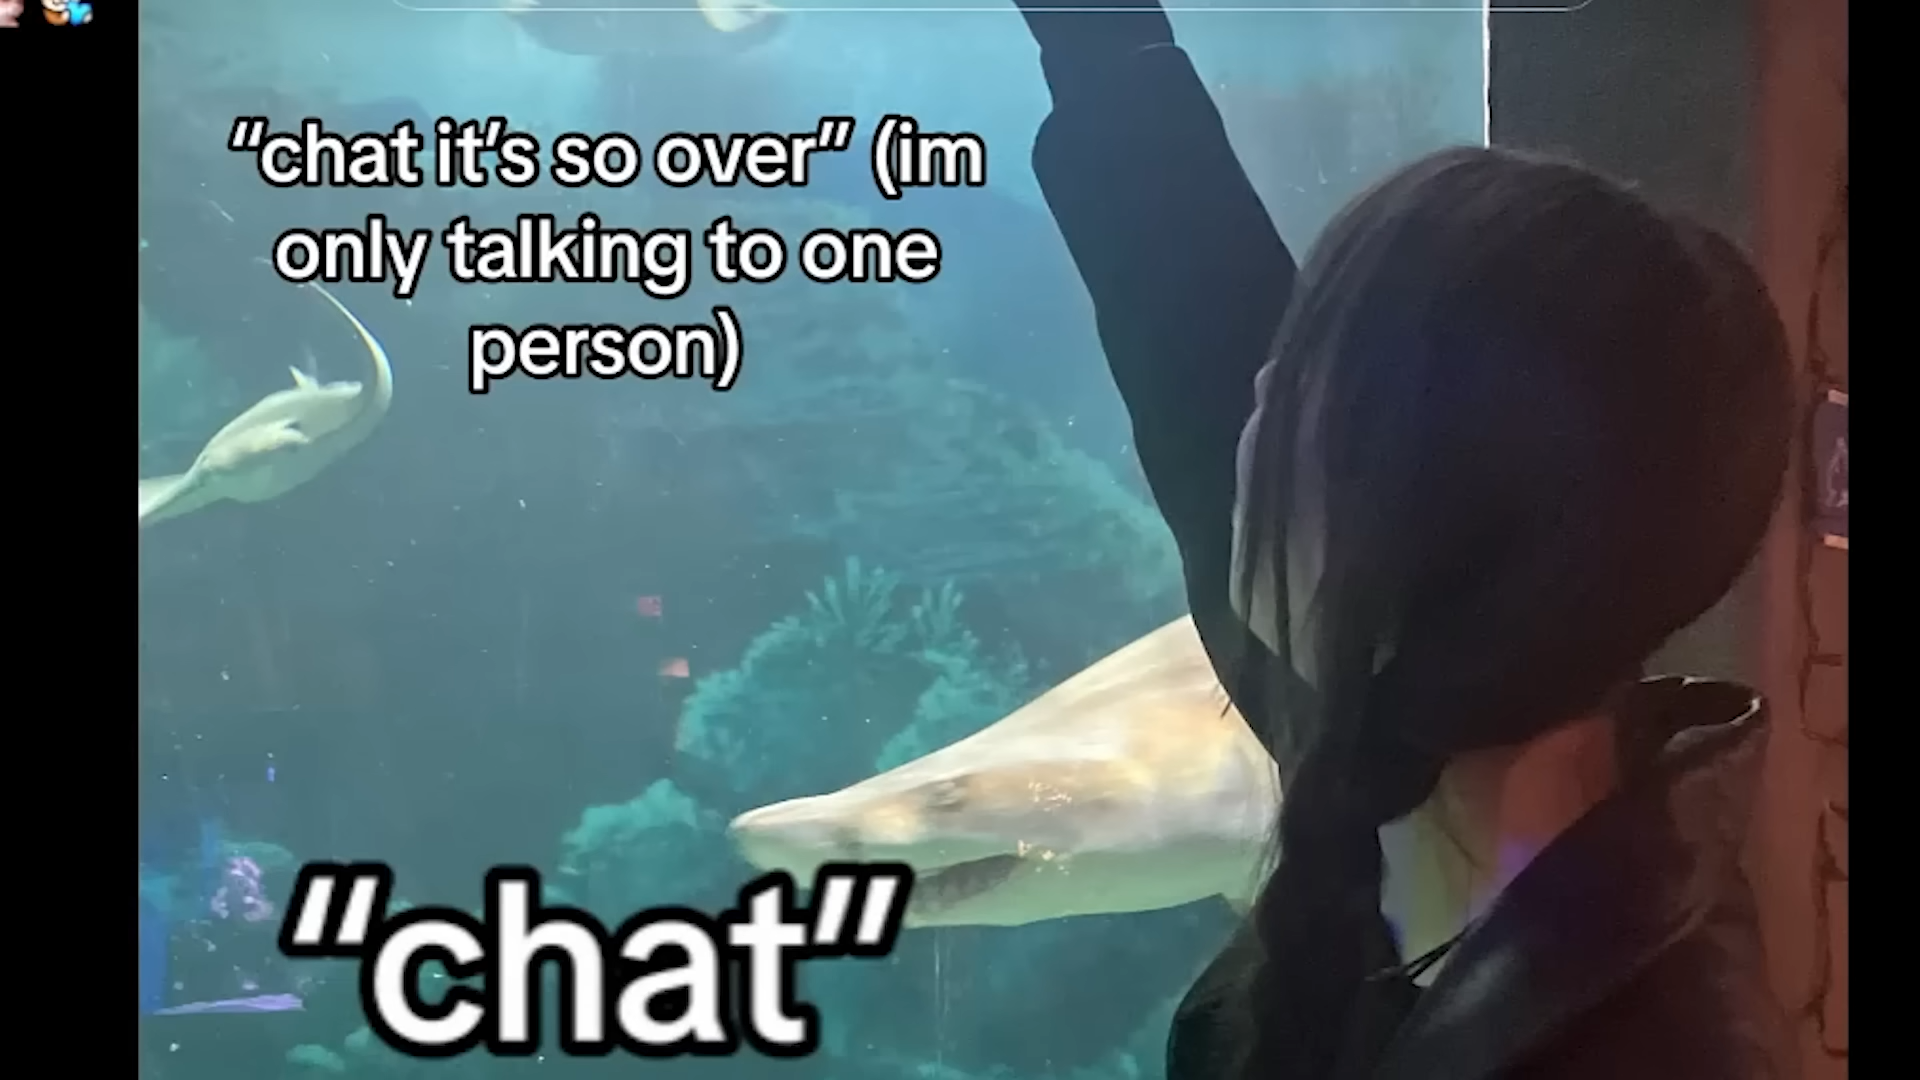 “chat it’s so over” (im
only talking to one
person)
“chat”